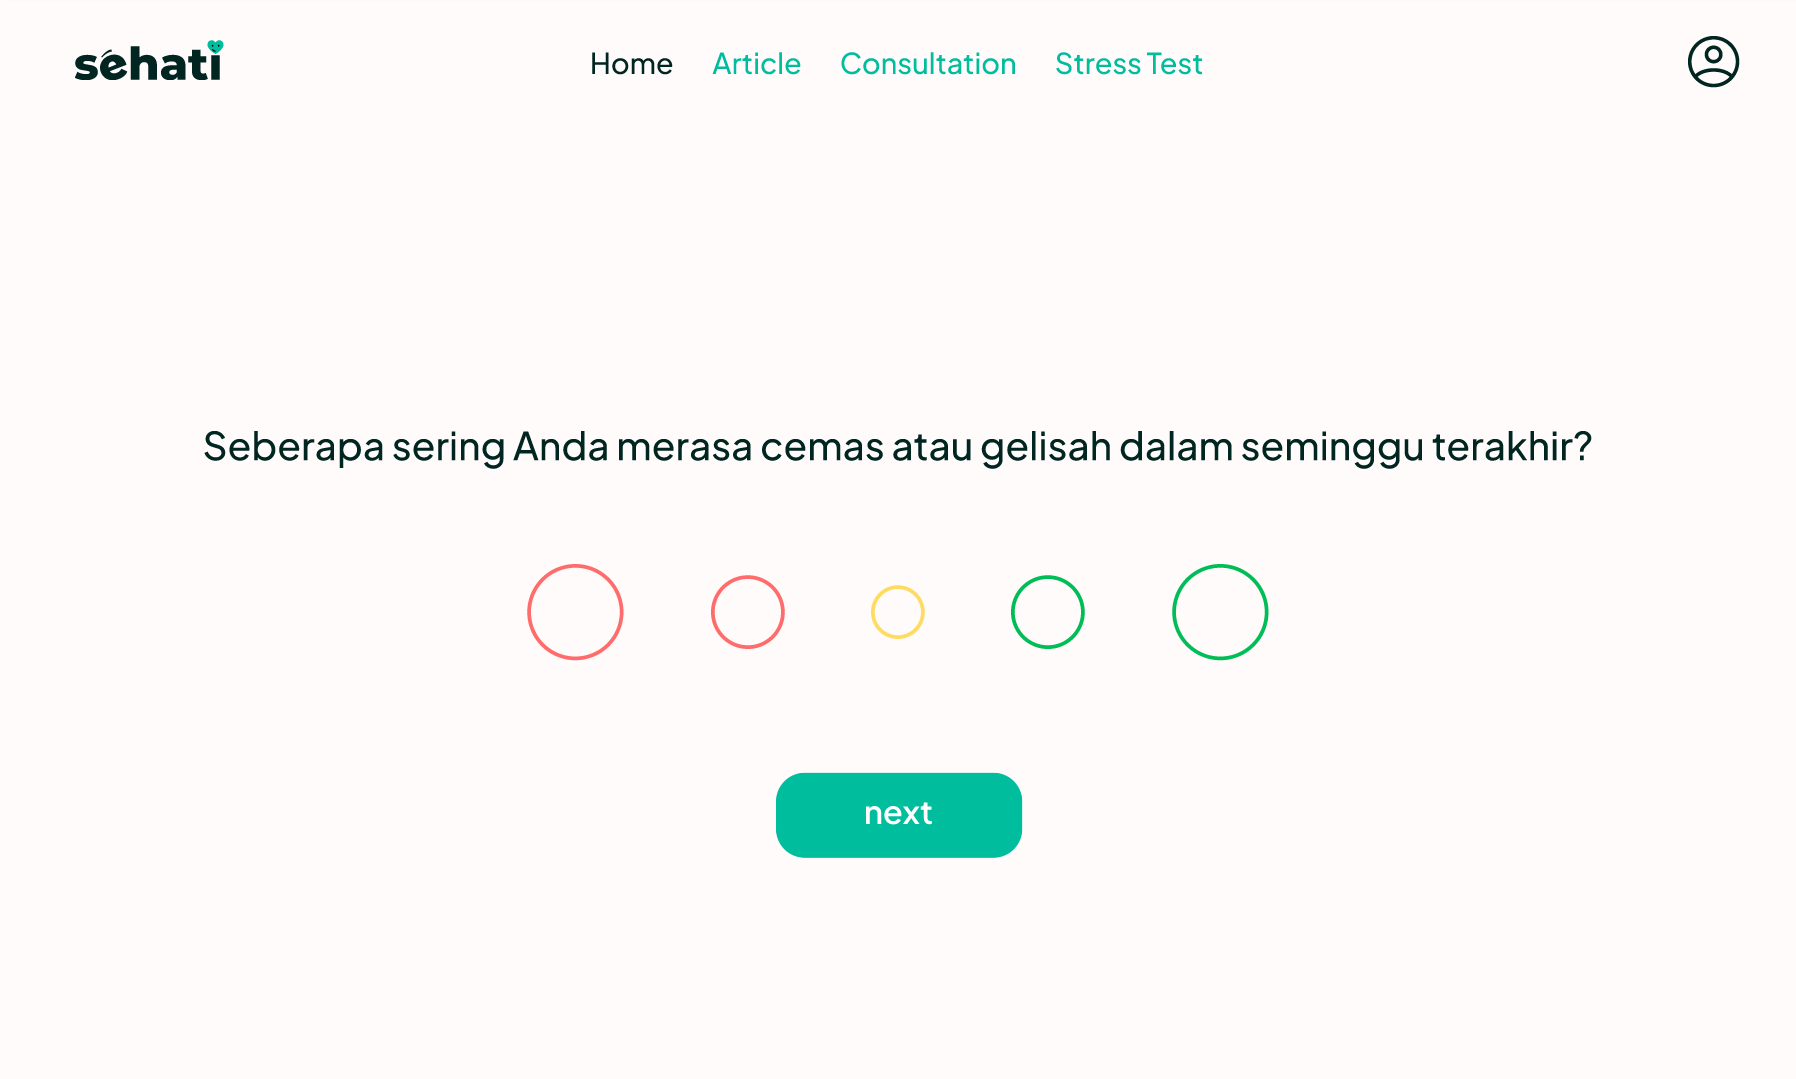 sehati
Home Article Consultation Stress Test
Seberapa sering Anda merasa cemas atau gelisah dalam seminggu terakhir?
next